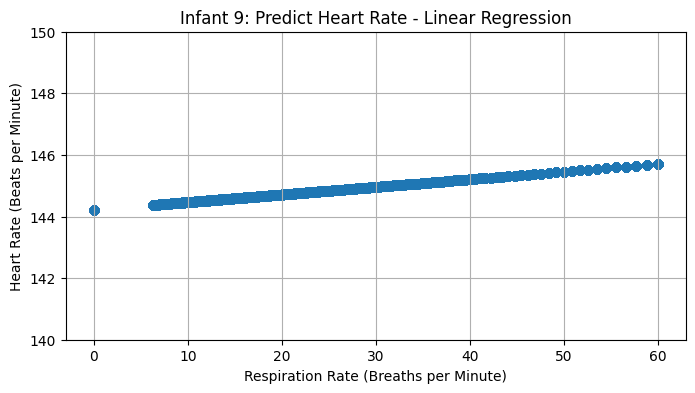 Infant 9: Predict Heart Rate - Linear Regression
Heart Rate (Beats per Minute)
150
148
146
144
142
140
0 10 20 30 40 50 60
Respiration Rate (Breaths per Minute)